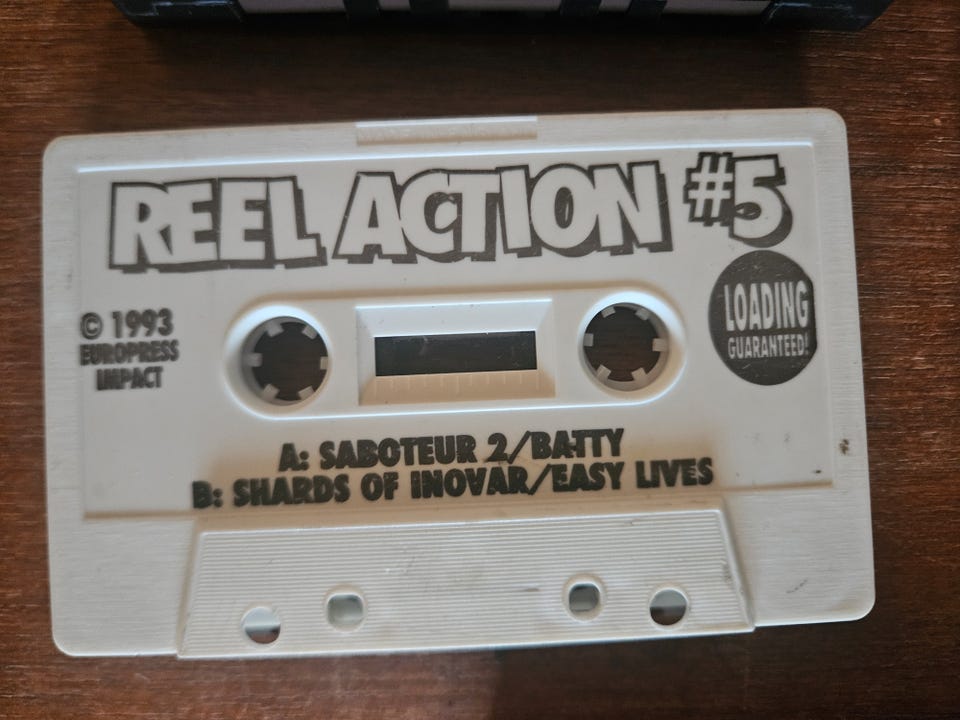 REEL ACTION #5
© 1993
EUROPRESS
IMPACT
LOADING
GUARANTEED!
A: SABOTEUR 2/BATTY
B: SHARDS OF INOVAR/EASY LIVES